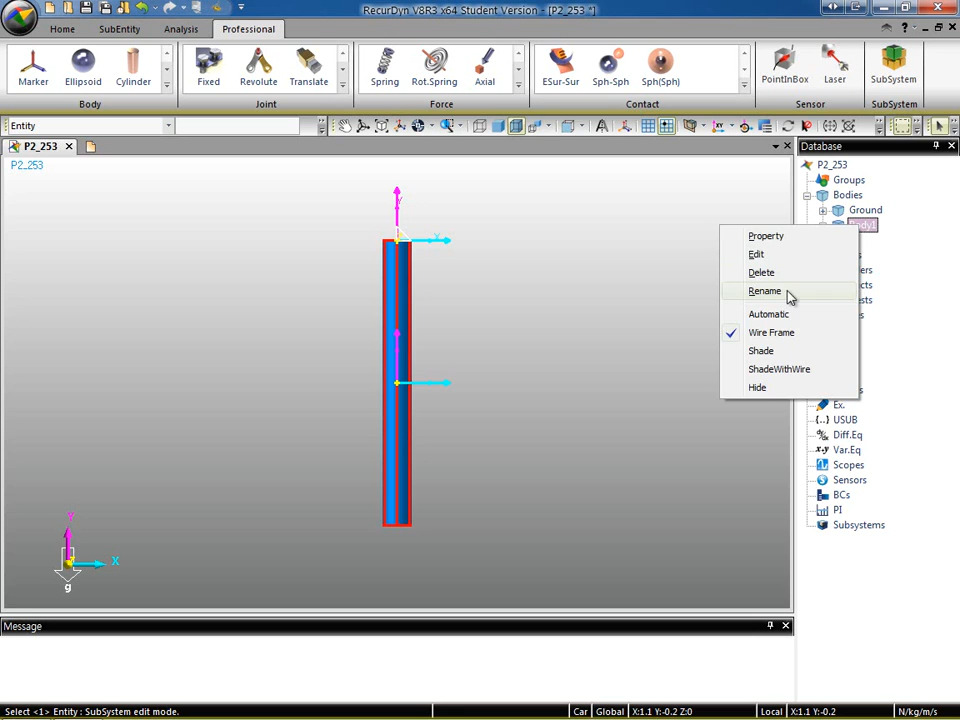 RecurDyn V8R3 x64 Student Version - [P2_253 *]
Home SubEntity Analysis Professional
Marker Ellipsoid Cylinder Fixed Revolute Translate Spring Rot.Spring Axial ESur-Sur Sph-Sph Sph(Sph) PointInBox Laser SubSystem
Body Joint Force Contact Sensor SubSystem
Entity
P2_253 Database
P2_253
P2_253
Groups
Bodies
Ground
Property
Edit
Delete
Rename
Automatic
Wire Frame
Shade
ShadeWithWire
Hide
Y
X
Ex.
USUB
Diff.Eq
Var.Eq
Scopes
Sensors
BCs
PI
Subsystems
Y
X
g
Message
Select <1> Entity : SubSystem edit mode. Car Global X:1.1 Y:-0.2 Z:0 Local X:1.1 Y:-0.2 N/kg/m/s